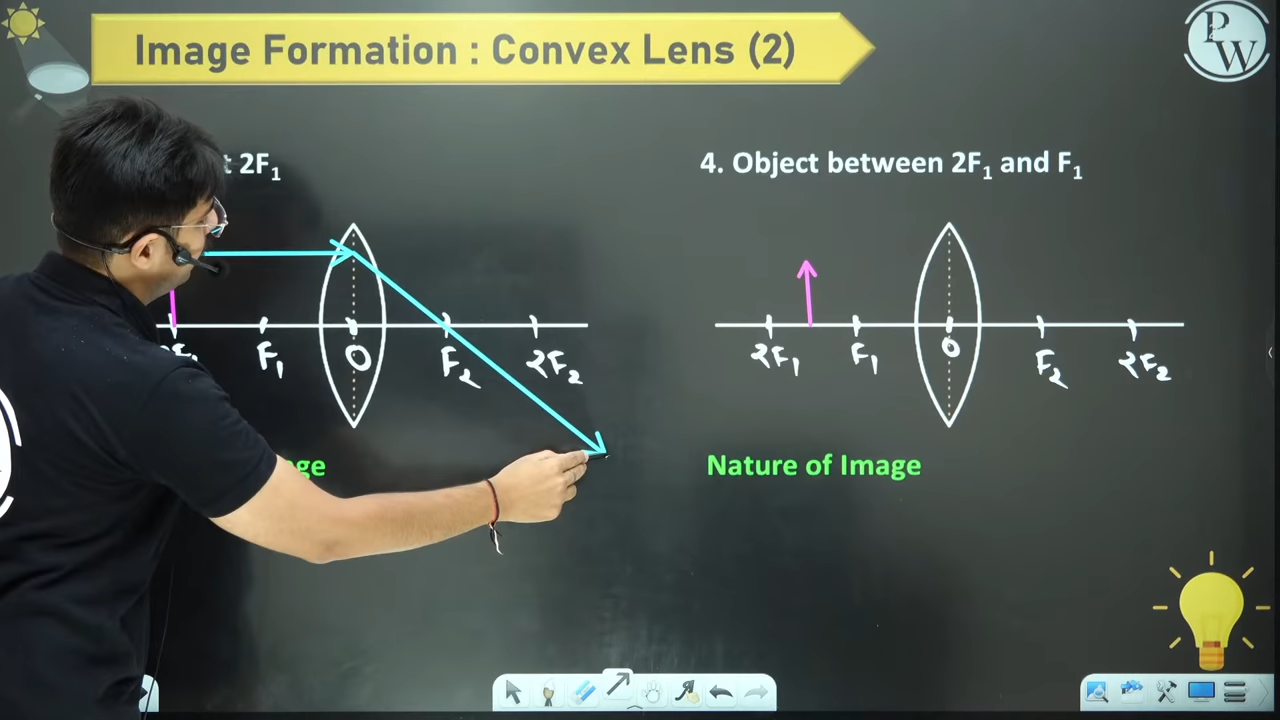 Image Formation : Convex Lens (2)
PW
t 2F₁
4. Object between 2F₁ and F₁
F₁ O F₂ 2F₂
2F₁ F₁ O F₂ 2F₂
ge
Nature of Image